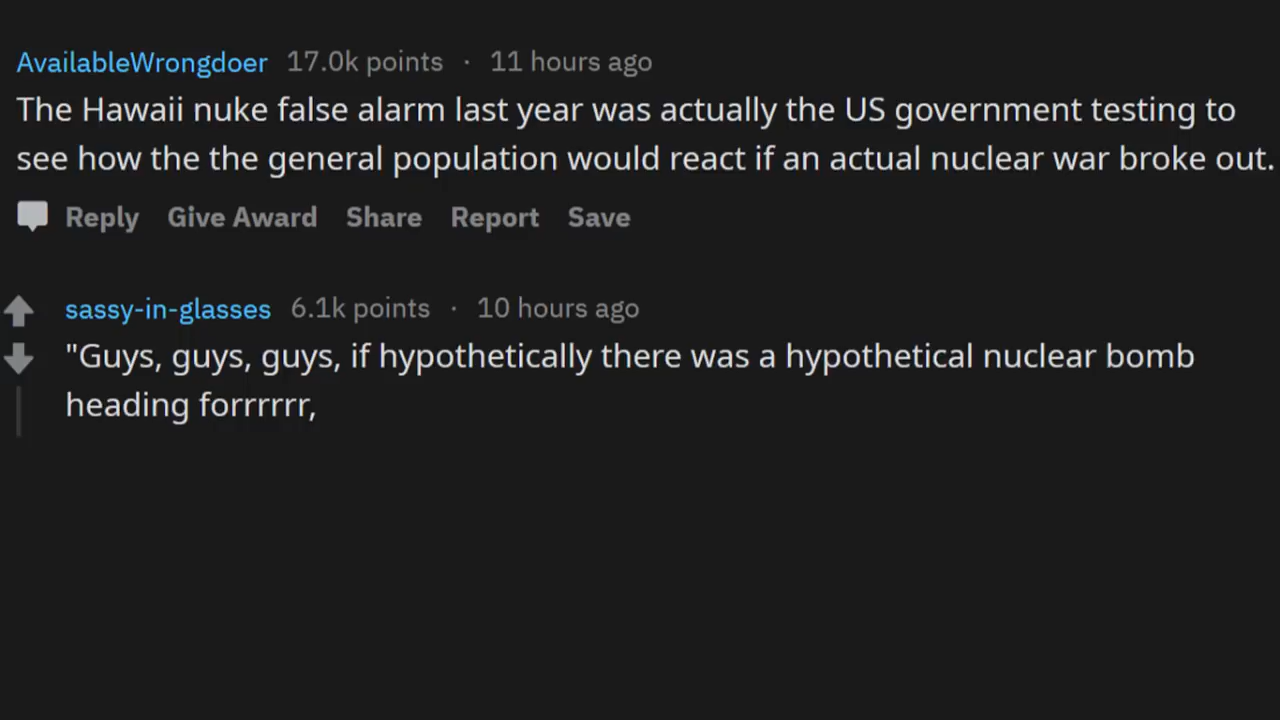 AvailableWrongdoer 17.0k points · 11 hours ago
The Hawaii nuke false alarm last year was actually the US government testing to
see how the the general population would react if an actual nuclear war broke out.
Reply Give Award Share Report Save
sassy-in-glasses 6.1k points · 10 hours ago
"Guys, guys, guys, if hypothetically there was a hypothetical nuclear bomb
heading forrrrrr,